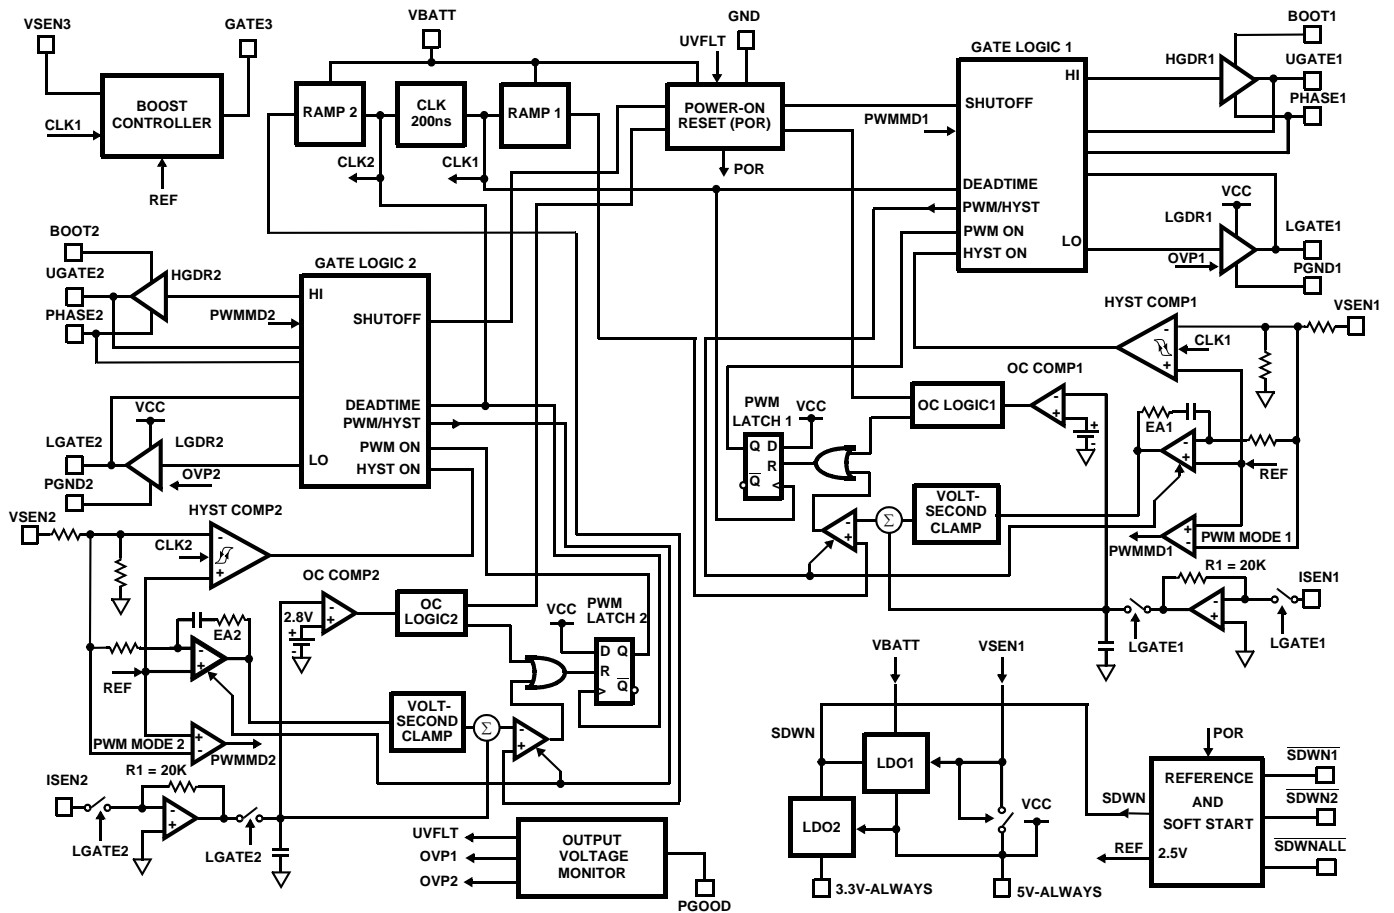 VSEN3
GATE3
BOOST
CONTROLLER
CLK1
REF
VBATT
RAMP 2
CLK
200ns
RAMP 1
CLK2
CLK1
UVFLT
GND
POWER-ON
RESET (POR)
POR
GATE LOGIC 1
SHUTOFF
PWMMD1
DEADTIME
PWM/HYST
PWM ON
HYST ON
HI
LO
HGDR1
BOOT1
UGATE1
PHASE1
VCC
LGDR1
LGATE1
OVP1
PGND1
BOOT2
UGATE2
HGDR2
PHASE2
PWMMD2
GATE LOGIC 2
HI
SHUTOFF
DEADTIME
PWM/HYST
PWM ON
HYST ON
LO
VCC
LGATE2
LGDR2
PGND2
OVP2
VSEN2
HYST COMP2
CLK2
-
+
HYST COMP1
VSEN1
-
CLK1
+
OC COMP1
OC LOGIC1
-
+
+
-
PWM
LATCH 1
VCC
Q D
R
Q
<
EA1
-
+
REF
VOLT-
SECOND
CLAMP
Σ
-
+
+
-
PWM MODE 1
PWMMD1
R1 = 20K
ISEN1
-
+
LGATE1
LGATE1
OC COMP2
2.8V
+
-
-
+
OC
LOGIC2
VCC
PWM
LATCH 2
D Q
R
Q
>
EA2
-
+
REF
VOLT-
SECOND
CLAMP
Σ
-
+
PWM MODE 2
+
-
PWMMD2
R1 = 20K
ISEN2
-
+
LGATE2
LGATE2
UVFLT
OVP1
OVP2
OUTPUT
VOLTAGE
MONITOR
PGOOD
VBATT
VSEN1
SDWN
LDO1
LDO2
VCC
3.3V-ALWAYS
5V-ALWAYS
POR
REFERENCE
AND
SOFT START
2.5V
SDWN
REF
SDWN1
SDWN2
SDWNALL